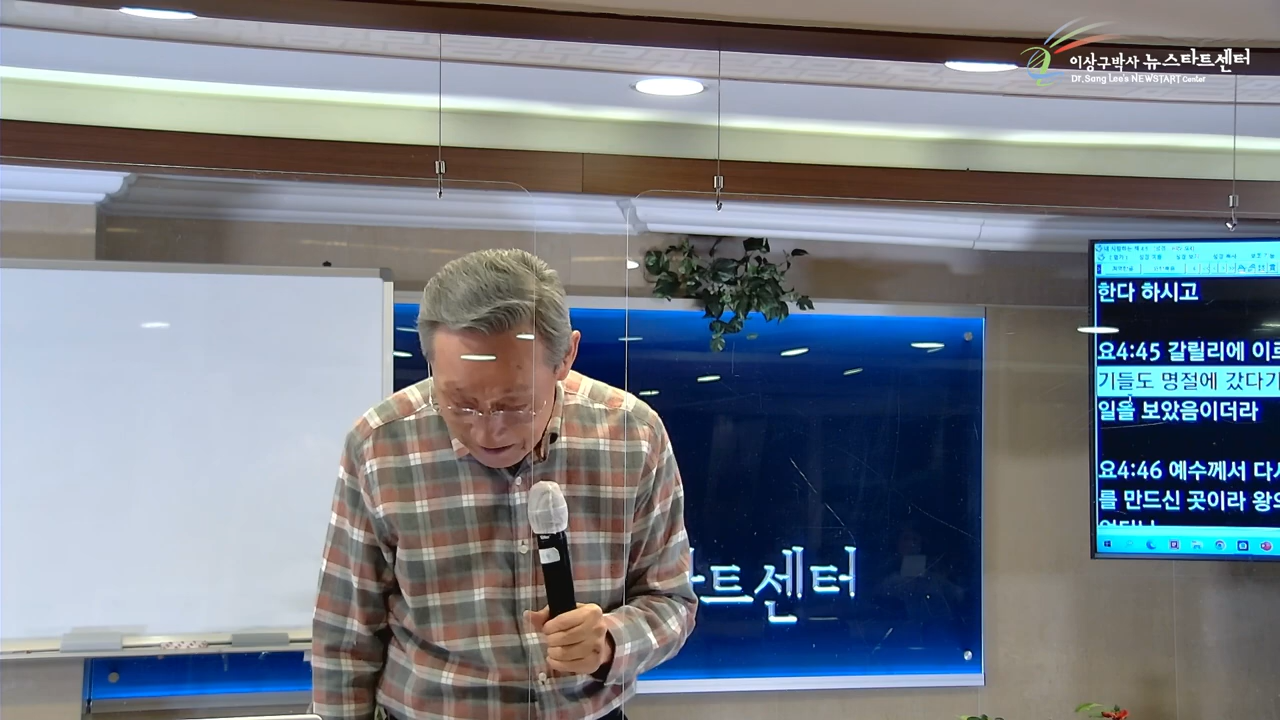 이상구박사 뉴스타트센터
Dr. Sang Lee's NEWSTART Center
한다 하시고
요4:45 갈릴리에 이르
기들도 명절에 갔다가
일을 보았음이더라
요4:46 예수께서 다시
를 만드신 곳이라 왕의
트센터